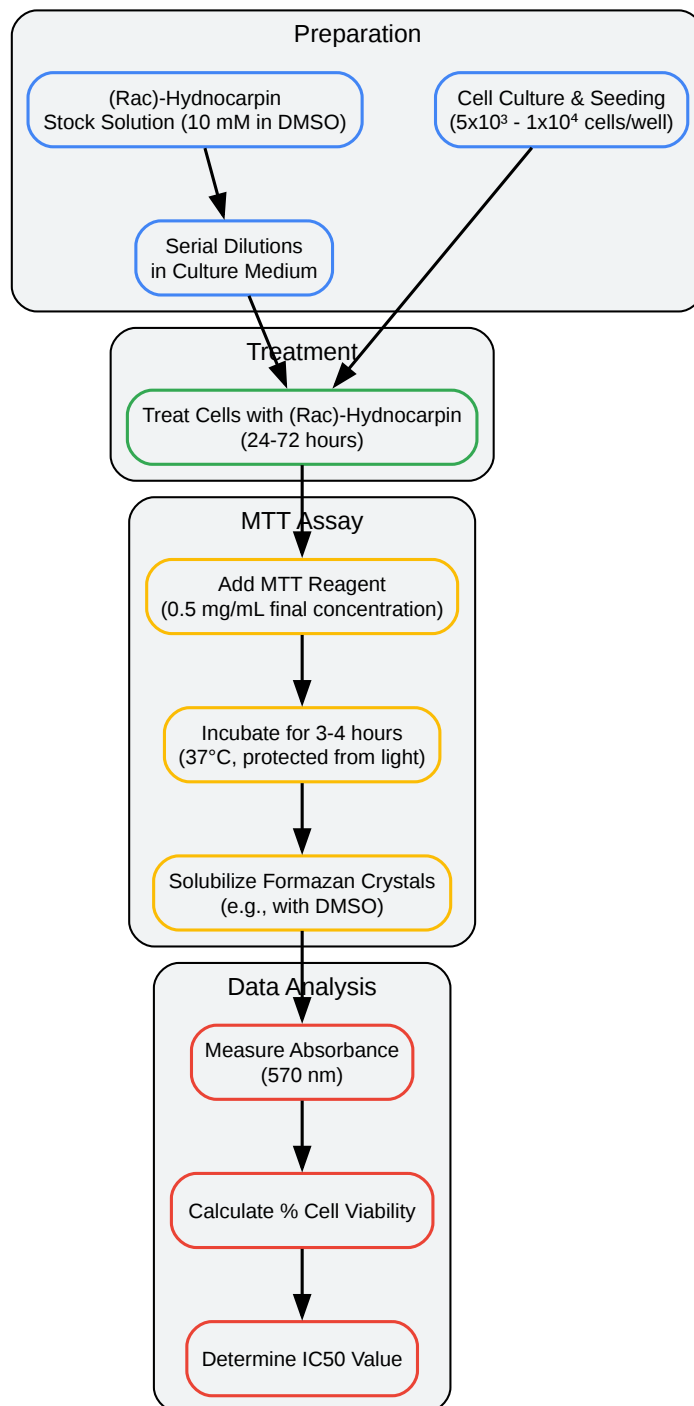 Preparation
(Rac)-Hydnocarpin
Stock Solution (10 mM in DMSO)
Cell Culture & Seeding
(5x10³ - 1x10⁴ cells/well)
Serial Dilutions
in Culture Medium
Treatment
Treat Cells with (Rac)-Hydnocarpin
(24-72 hours)
MTT Assay
Add MTT Reagent
(0.5 mg/mL final concentration)
Incubate for 3-4 hours
(37°C, protected from light)
Solubilize Formazan Crystals
(e.g., with DMSO)
Data Analysis
Measure Absorbance
(570 nm)
Calculate % Cell Viability
Determine IC50 Value